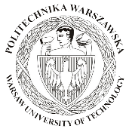 POLITECHNIKA WARSZAWSKA
WARSAW UNIVERSITY OF TECHNOLOGY